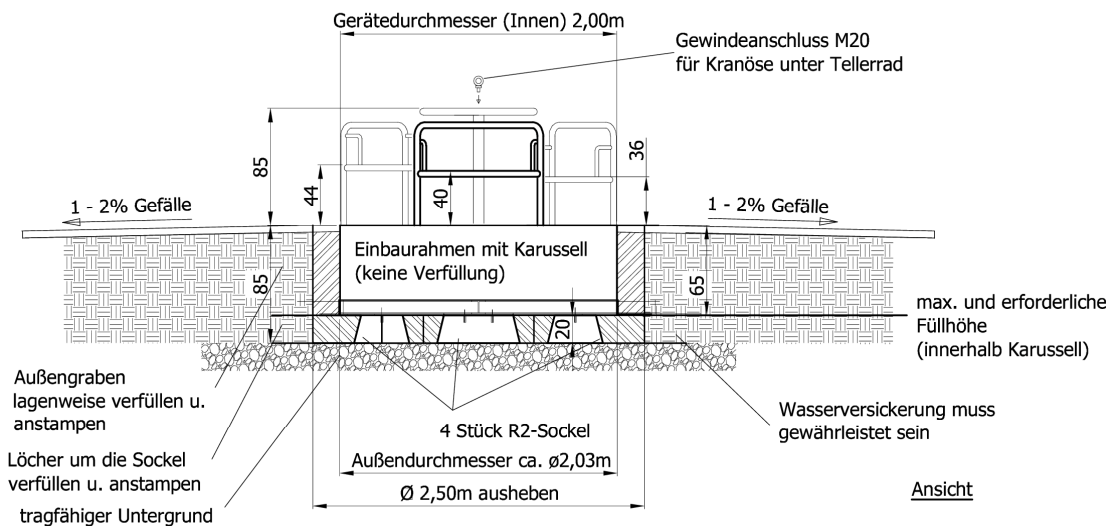 Gerätedurchmesser (Innen) 2,00m
Gewindeanschluss M20
für Kranöse unter Tellerrad
85
44
40
36
1 - 2% Gefälle
1 - 2% Gefälle
Einbaurahmen mit Karussell
(keine Verfüllung)
85
65
20
max. und erforderliche
Füllhöhe
(innerhalb Karussell)
Außengraben
lagenweise verfüllen u.
anstampen
4 Stück R2-Sockel
Wasserversickerung muss
gewährleistet sein
Löcher um die Sockel
verfüllen u. anstampen
Außendurchmesser ca. ø2,03m
Ø 2,50m ausheben
tragfähiger Untergrund
Ansicht